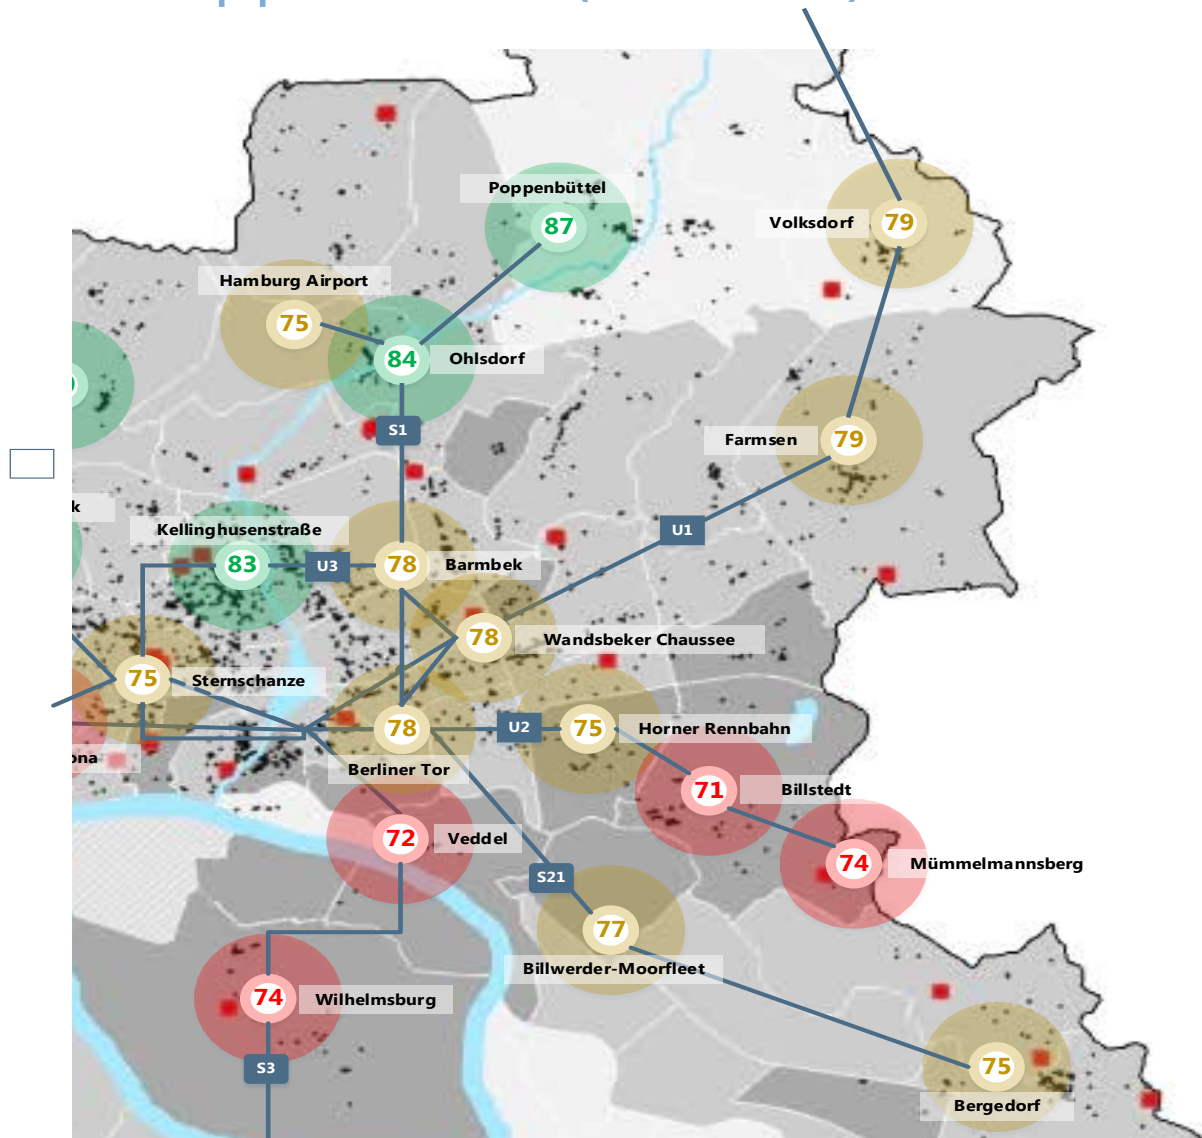 Poppenbüttel
87
Volksdorf
79
Hamburg Airport
75
84
Ohlsdorf
S1
Farmsen
79
U1
k
Kellinghusenstraße
83
U3
78
Barmbek
78
Wandsbeker Chaussee
75
Sternschanze
78
U2
75
Horner Rennbahn
ona
Berliner Tor
71
Billstedt
72
Veddel
74
Mümmelmannsberg
S21
77
Billwerder-Moorfleet
74
Wilhelmsburg
S3
75
Bergedorf